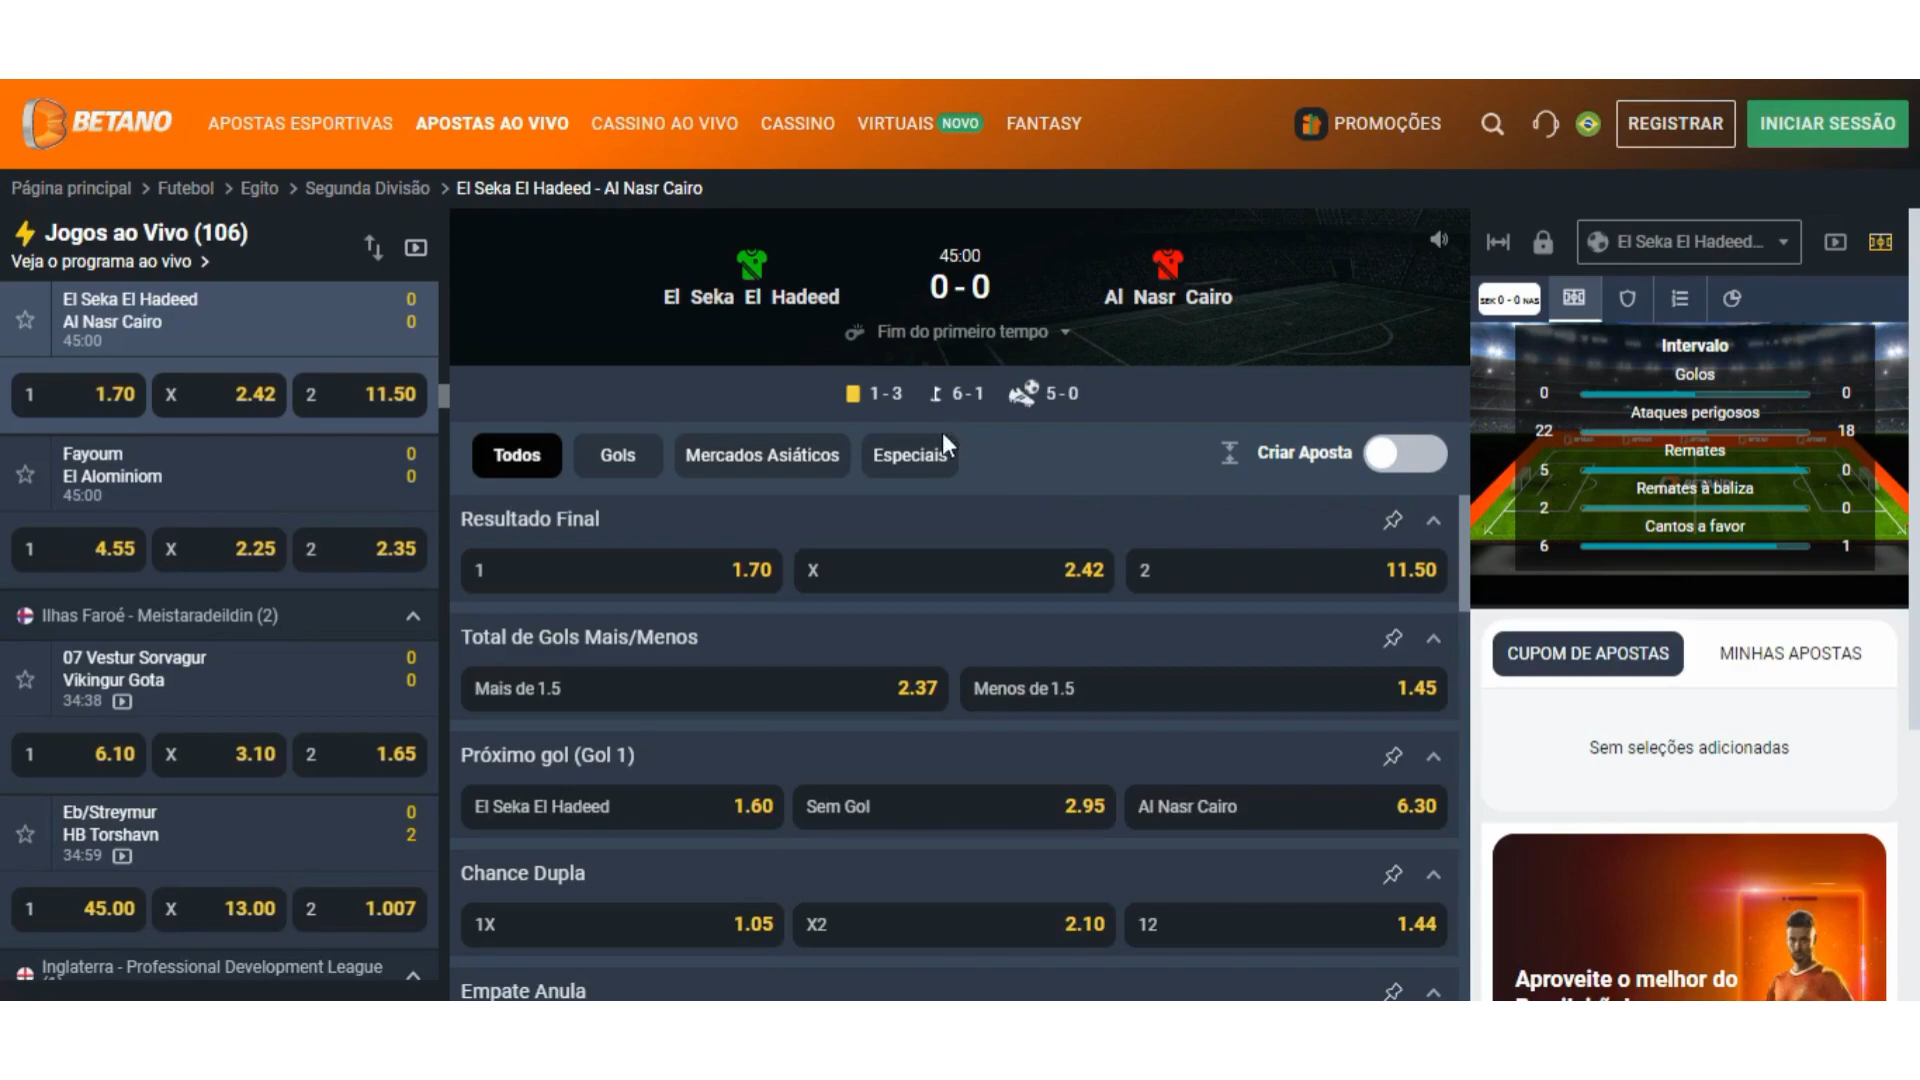 BETANO
APOSTAS ESPORTIVAS
APOSTAS AO VIVO
CASSINO AO VIVO
CASSINO
VIRTUAIS NOVO
FANTASY
PROMOÇÕES
REGISTRAR
INICIAR SESSÃO
Página principal > Futebol > Egito > Segunda Divisão > El Seka El Hadeed - Al Nasr Cairo
Jogos ao Vivo (106)
Veja o programa ao vivo >
El Seka El Hadeed 0
Al Nasr Cairo 0
45:00
1 1.70 X 2.42 2 11.50
Fayoum 0
El Alominiom 0
45:00
1 4.55 X 2.25 2 2.35
Ilhas Faroé - Meistaradeildin (2)
07 Vestur Sorvagur 0
Vikingur Gota 0
34:38
1 6.10 X 3.10 2 1.65
Eb/Streymur 0
HB Torshavn 2
34:59
1 45.00 X 13.00 2 1.007
Inglaterra - Professional Development League
45:00
El Seka El Hadeed 0 - 0 Al Nasr Cairo
Fim do primeiro tempo
1 - 3 6 - 1 5 - 0
Todos Gols Mercados Asiáticos Especiais
Criar Aposta
Resultado Final
1 1.70 X 2.42 2 11.50
Total de Gols Mais/Menos
Mais de 1.5 2.37 Menos de 1.5 1.45
Próximo gol (Gol 1)
El Seka El Hadeed 1.60 Sem Gol 2.95 Al Nasr Cairo 6.30
Chance Dupla
1X 1.05 X2 2.10 12 1.44
Empate Anula
El Seka El Hadeed...
SEK 0 - 0 NAS
Intervalo
Golos
0 0
Ataques perigosos
22 18
Remates
5 0
Remates à baliza
2 0
Cantos a favor
6 1
CUPOM DE APOSTAS
MINHAS APOSTAS
Sem seleções adicionadas
Aproveite o melhor do